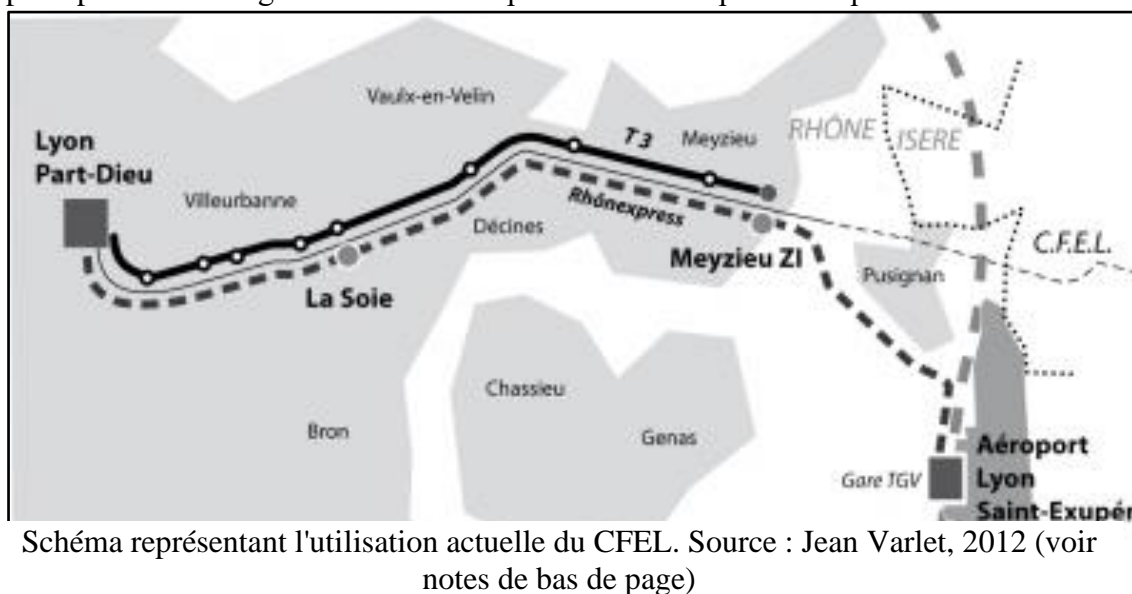 Vaulx-en-Velin
Lyon
Part-Dieu
T3
Meyzieu
RHÔNE
ISERE
Villeurbanne
Rhônexpress
Décines
C.F.E.L.
La Soie
Meyzieu ZI
Pusignan
Chassieu
Bron
Genas
Gare TGV
Aéroport
Lyon
Saint-Exupér
Schéma représentant l'utilisation actuelle du CFEL. Source : Jean Varlet, 2012 (voir
notes de bas de page)